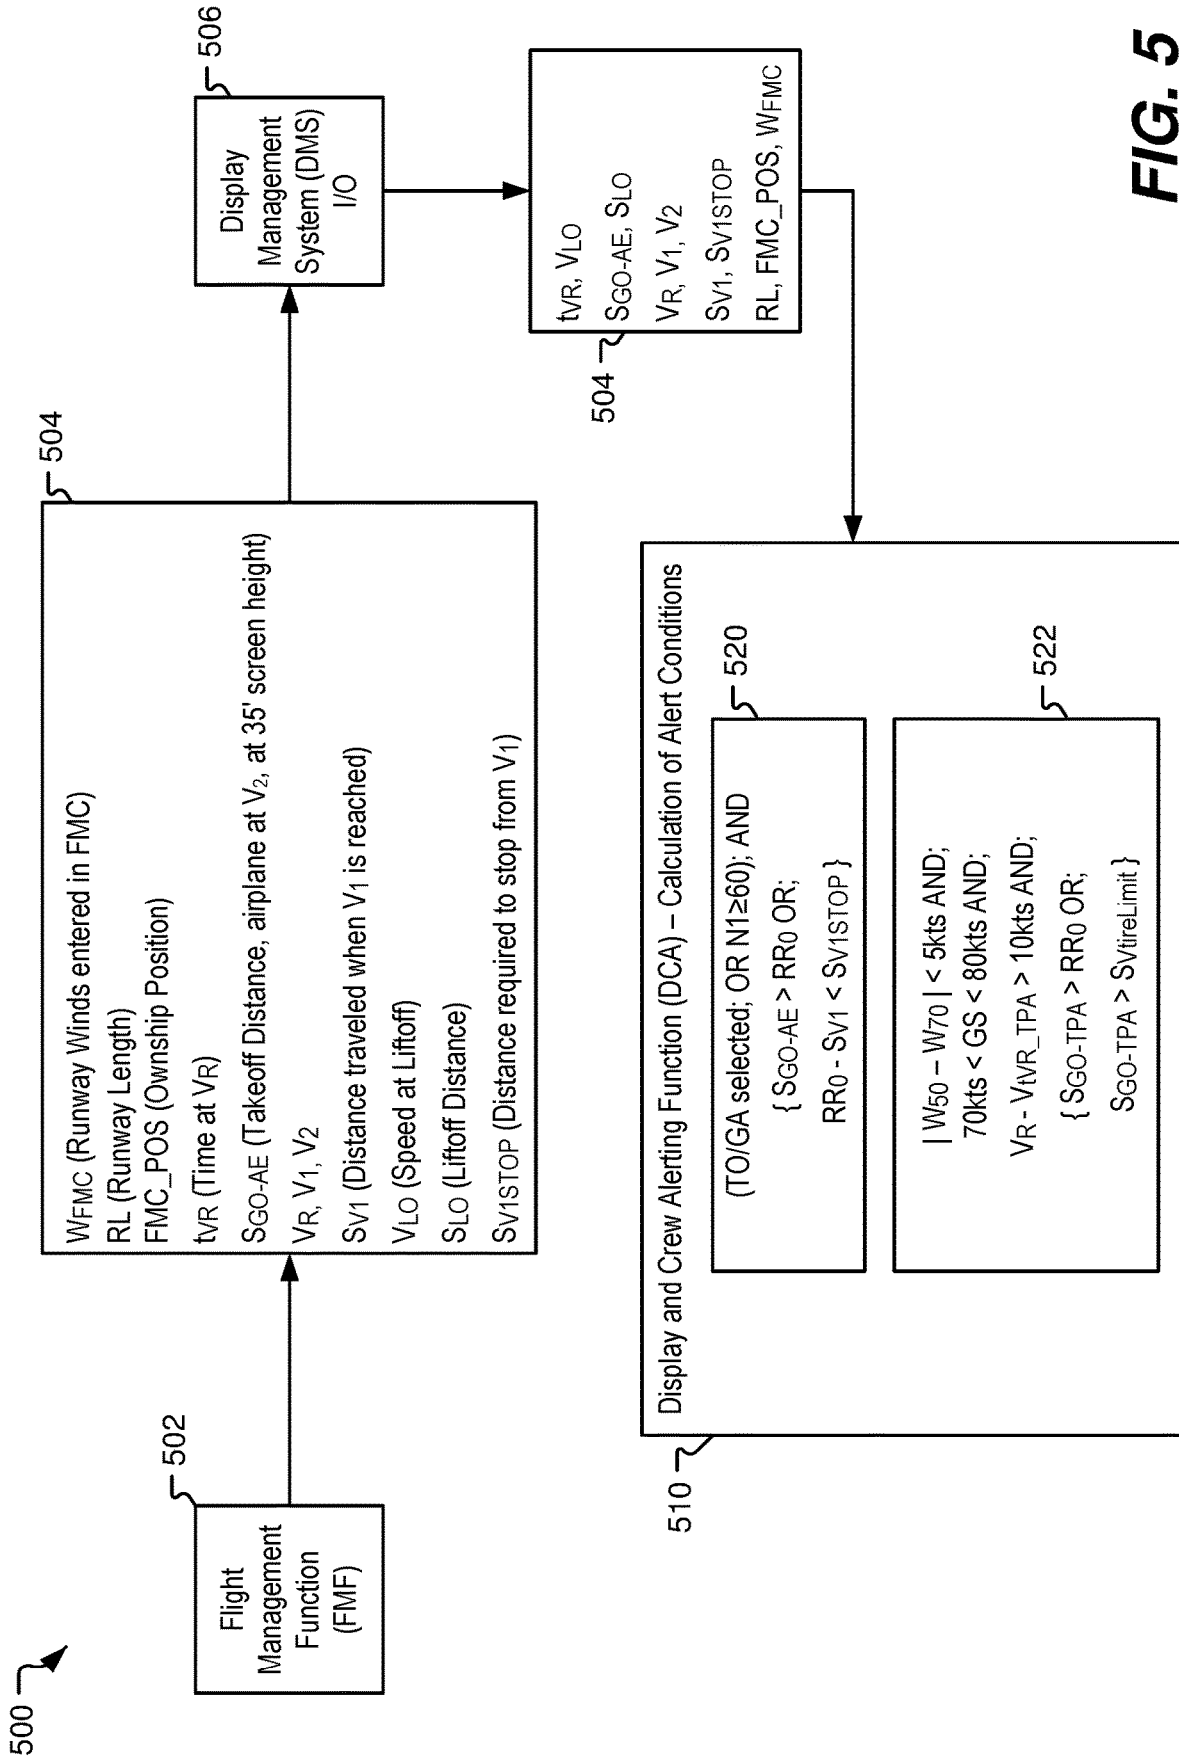 500
502
Flight
Management
Function
(FMF)
504
WFMC (Runway Winds entered in FMC)
RL (Runway Length)
FMC_POS (Ownship Position)
tVR (Time at VR)
SGO-AE (Takeoff Distance, airplane at V2, at 35' screen height)
VR, V1, V2
SV1 (Distance traveled when V1 is reached)
VLO (Speed at Liftoff)
SLO (Liftoff Distance)
SV1STOP (Distance required to stop from V1)
506
Display
Management
System (DMS)
I/O
504
tVR, VLO
SGO-AE, SLO
VR, V1, V2
SV1, SV1STOP
RL, FMC_POS, WFMC
510
Display and Crew Alerting Function (DCA) – Calculation of Alert Conditions
520
(TO/GA selected; OR N1≥60); AND
{ SGO-AE > RR0 OR;
RR0 - SV1 < SV1STOP }
522
| W50 – W70 | < 5kts AND;
70kts < GS < 80kts AND;
VR - VtVR_TPA > 10kts AND;
{ SGO-TPA > RR0 OR;
SGO-TPA > SVtireLimit }
FIG. 5